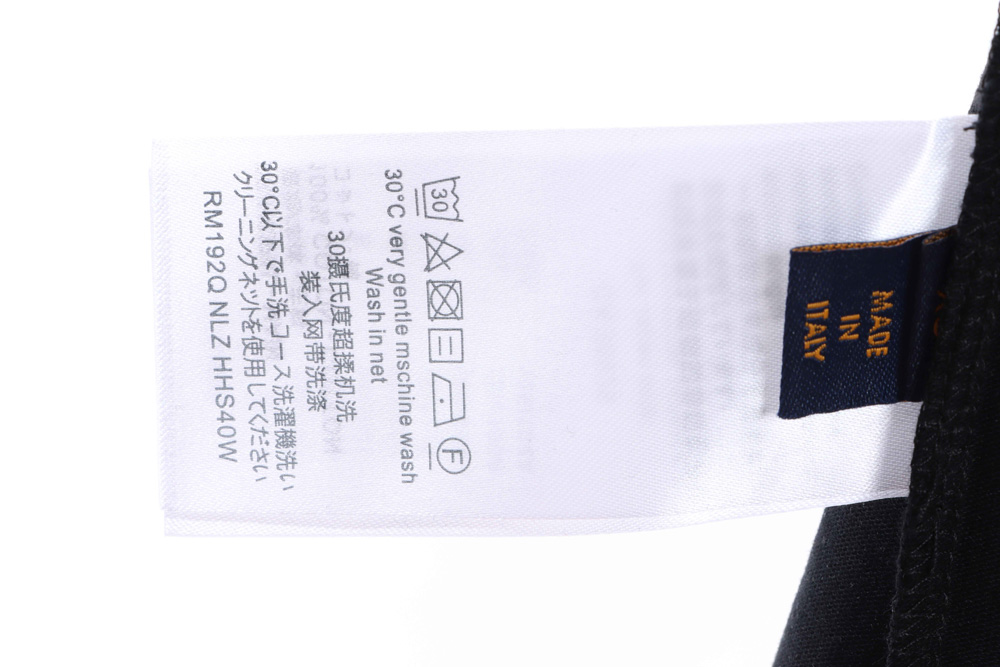 30
F
30°C very gentle mschine wash
Wash in net
30摄氏度超揉机洗
装入网带洗涤
30°C以下で手洗コース洗濯機洗い
クリーニングネットを使用してください
RM192Q NLZ HHS40W
MADE
IN
ITALY